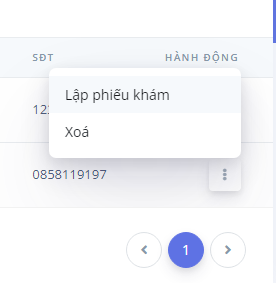 SĐT HÀNH ĐỘNG
Lập phiếu khám
Xoá
0858119197
1